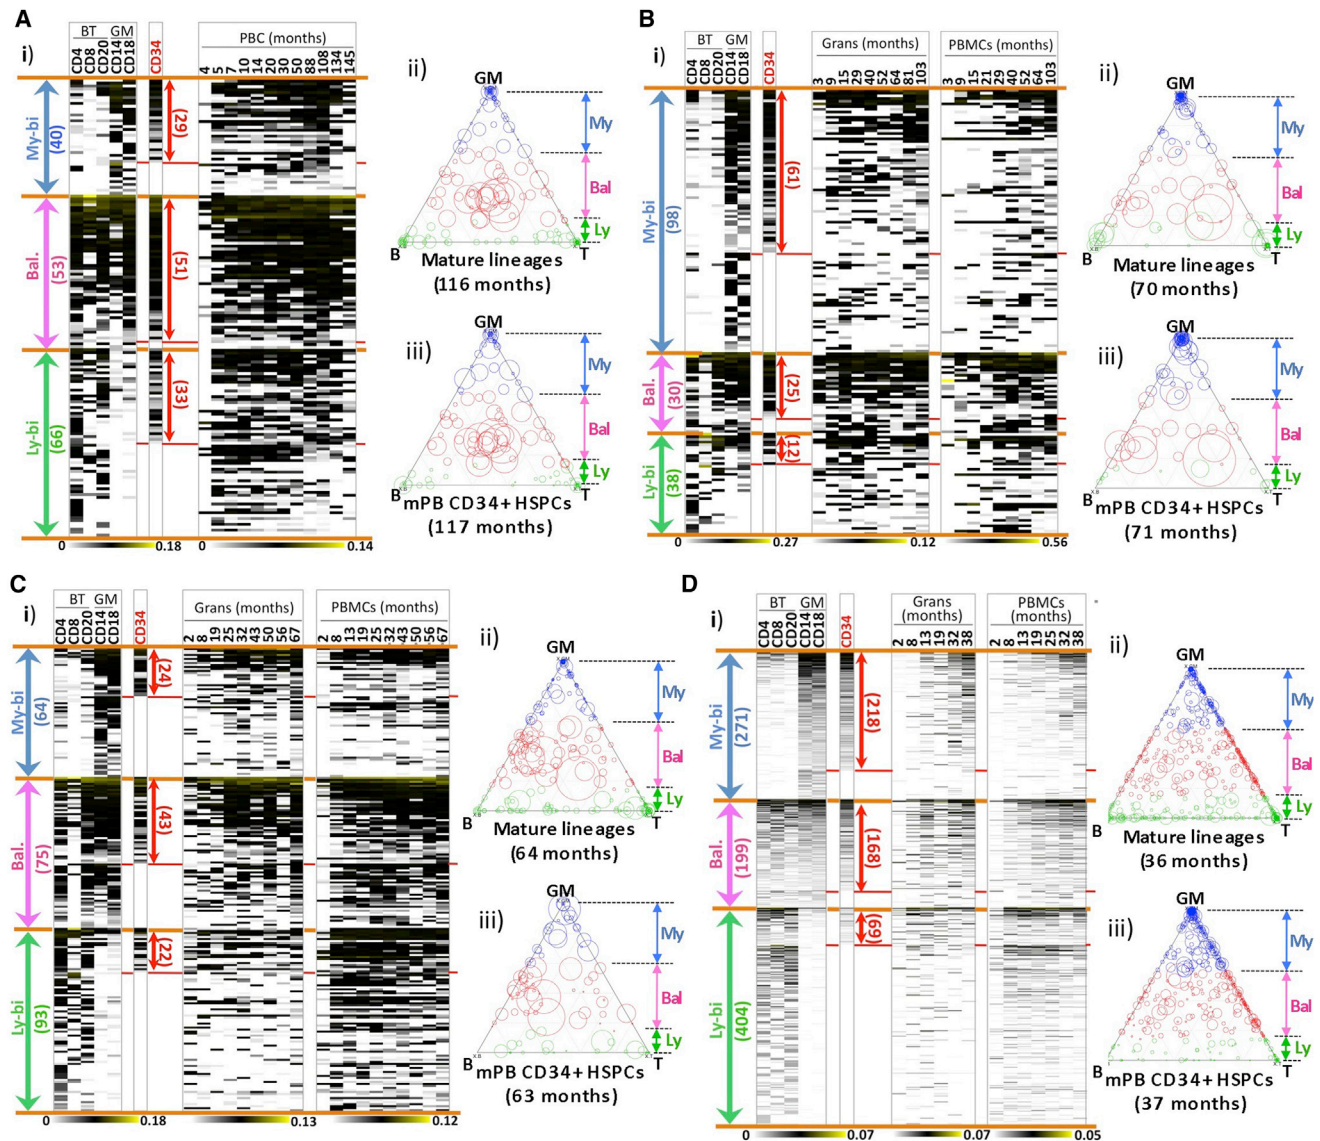 A
i)
BT GM
CD4 CD8 CD20 CD14 CD18
CD34
PBC (months)
4 5 7 10 14 20 30 50 88 108 134 145
My-bi (40)
(29)
Bal. (53)
(51)
Ly-bi (66)
(33)
0 0.18 0 0.14
ii)
GM
My
Bal
Ly
B T
Mature lineages
(116 months)
iii)
GM
My
Bal
Ly
B T
mPB CD34+ HSPCs
(117 months)
B
i)
BT GM
CD4 CD8 CD20 CD14 CD18
CD34
Grans (months)
3 9 15 29 40 52 64 81 103
PBMCs (months)
3 9 15 21 29 40 52 64 103
My-bi (98)
(61)
Bal. (30)
(25)
Ly-bi (38)
(12)
0 0.27 0.12 0.56
ii)
GM
My
Bal
Ly
B T
Mature lineages
(70 months)
iii)
GM
My
Bal
Ly
B T
mPB CD34+ HSPCs
(71 months)
C
i)
BT GM
CD4 CD8 CD20 CD14 CD18
CD34
Grans (months)
2 8 19 25 32 43 50 56 67
PBMCs (months)
2 8 13 19 25 32 43 50 56 67
My-bi (64)
(24)
Bal. (75)
(43)
Ly-bi (93)
(22)
0 0.18 0.13 0.12
ii)
GM
My
Bal
Ly
B T
Mature lineages
(64 months)
iii)
GM
My
Bal
Ly
B T
mPB CD34+ HSPCs
(63 months)
D
i)
BT GM
CD4 CD8 CD20 CD14 CD18
CD34
Grans
(months)
2 8 13 19 32 38
PBMCs
(months)
2 8 13 19 25 32 38
My-bi (271)
(218)
Bal. (199)
(168)
Ly-bi (404)
(69)
0 0.07 0.07 0.05
ii)
GM
My
Bal
Ly
B T
Mature lineages
(36 months)
iii)
GM
My
Bal
Ly
B T
mPB CD34+ HSPCs
(37 months)